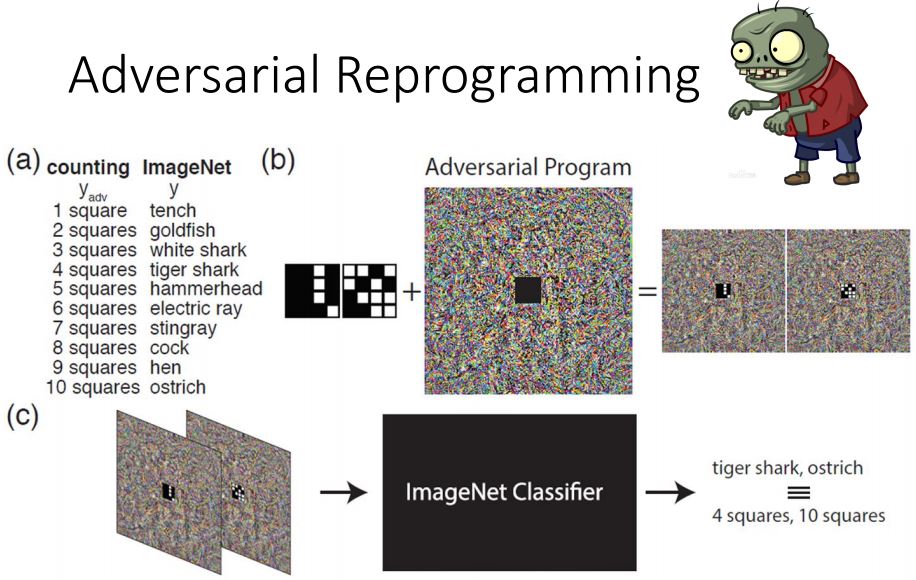 Adversarial Reprogramming
(a) counting ImageNet (b)
y_adv y
1 square tench
2 squares goldfish
3 squares white shark
4 squares tiger shark
5 squares hammerhead
6 squares electric ray
7 squares stingray
8 squares cock
9 squares hen
10 squares ostrich
Adversarial Program
+ =
(c)
ImageNet Classifier
tiger shark, ostrich
≡
4 squares, 10 squares